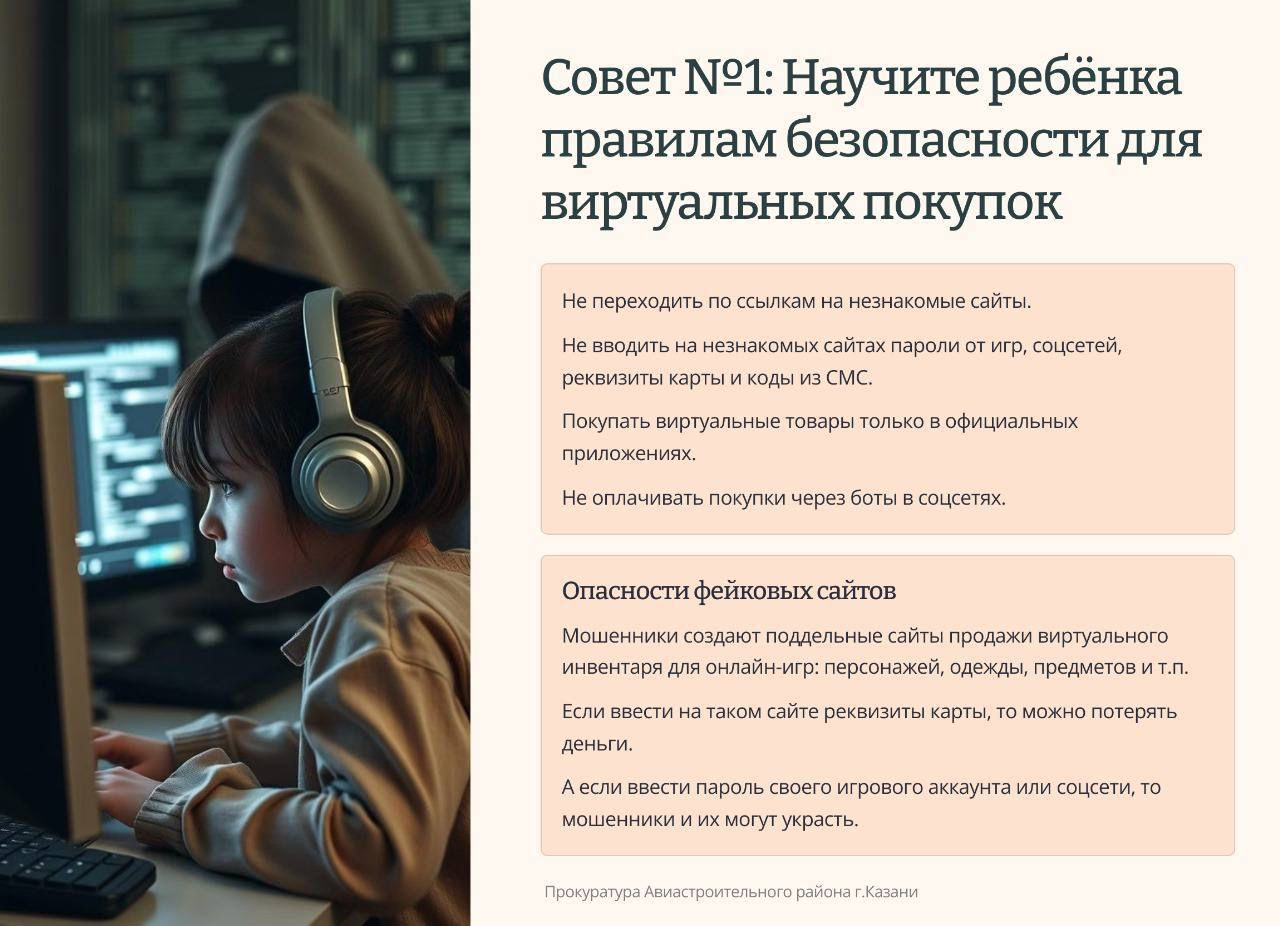 Совет №1: Научите ребёнка
правилам безопасности для
виртуальных покупок
Не переходить по ссылкам на незнакомые сайты.
Не вводить на незнакомых сайтах пароли от игр, соцсетей,
реквизиты карты и коды из СМС.
Покупать виртуальные товары только в официальных
приложениях.
Не оплачивать покупки через боты в соцсетях.
Опасности фейковых сайтов
Мошенники создают поддельные сайты продажи виртуального
инвентаря для онлайн-игр: персонажей, одежды, предметов и т.п.
Если ввести на таком сайте реквизиты карты, то можно потерять
деньги.
А если ввести пароль своего игрового аккаунта или соцсети, то
мошенники и их могут украсть.
Прокуратура Авиастроительного района г.Казани